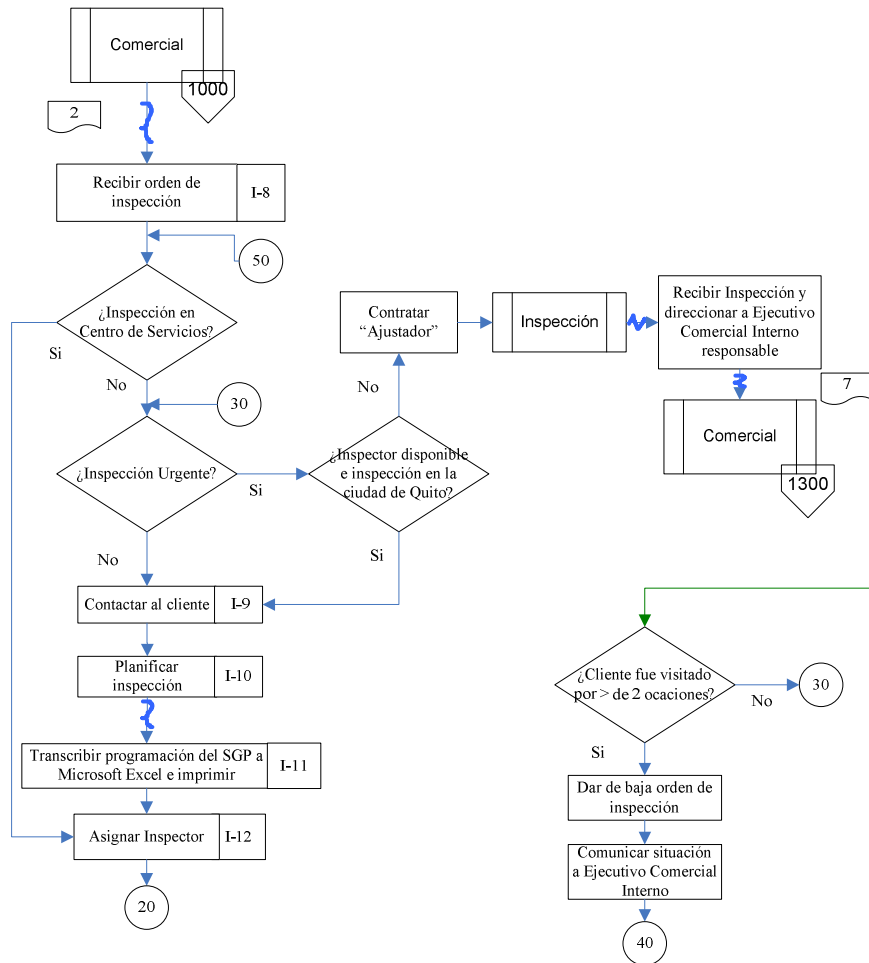 Comercial
1000
2
Recibir orden de
inspección
I-8
50
¿Inspección en
Centro de Servicios?
Si
No
30
¿Inspección Urgente?
Si
No
¿Inspector disponible
e inspección en la
ciudad de Quito?
No
Si
Contratar
“Ajustador”
Inspección
Recibir Inspección y
direccionar a Ejecutivo
Comercial Interno
responsable
7
Comercial
1300
Contactar al cliente
I-9
Planificar
inspección
I-10
Transcribir programación del SGP a
Microsoft Excel e imprimir
I-11
Asignar Inspector
I-12
20
¿Cliente fue visitado
por > de 2 ocaciones?
No
30
Si
Dar de baja orden de
inspección
Comunicar situación
a Ejecutivo Comercial
Interno
40